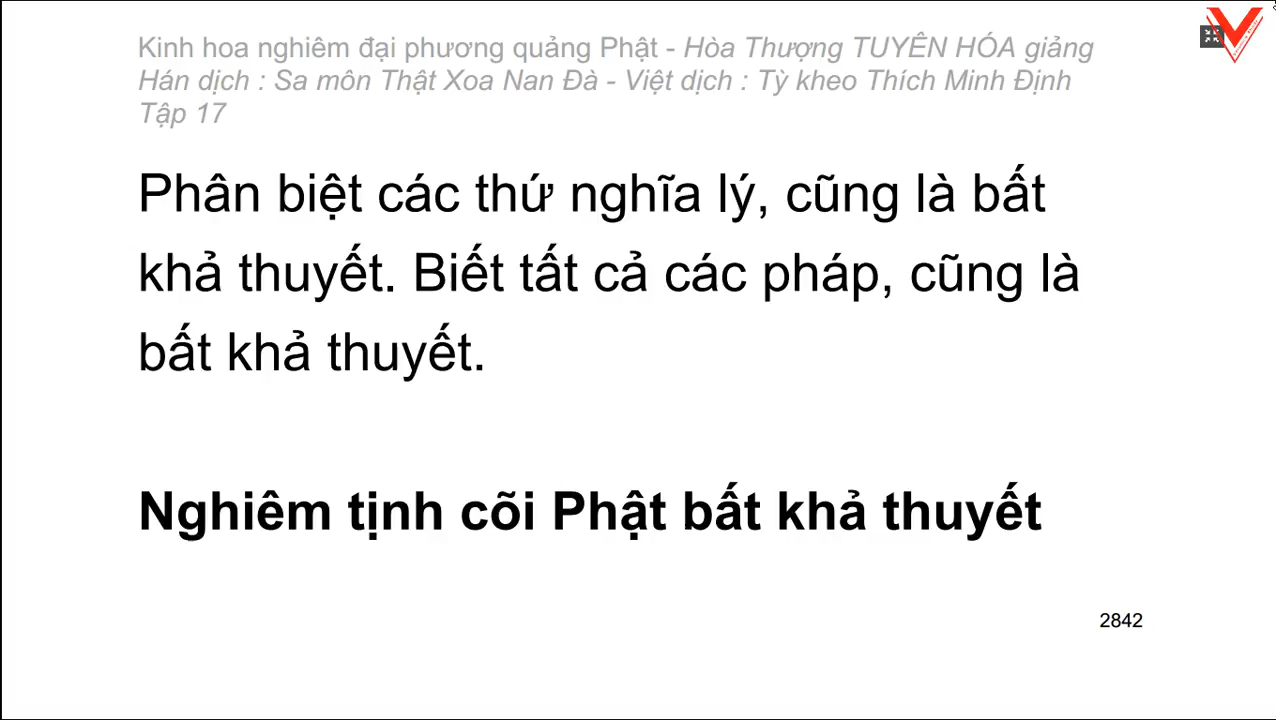 Kinh hoa nghiêm đại phương quảng Phật - Hòa Thượng TUYÊN HÓA giảng
Hán dịch : Sa môn Thật Xoa Nan Đà - Việt dịch : Tỳ kheo Thích Minh Định
Tập 17
Phân biệt các thứ nghĩa lý, cũng là bất
khả thuyết. Biết tất cả các pháp, cũng là
bất khả thuyết.
Nghiêm tịnh cõi Phật bất khả thuyết
2842